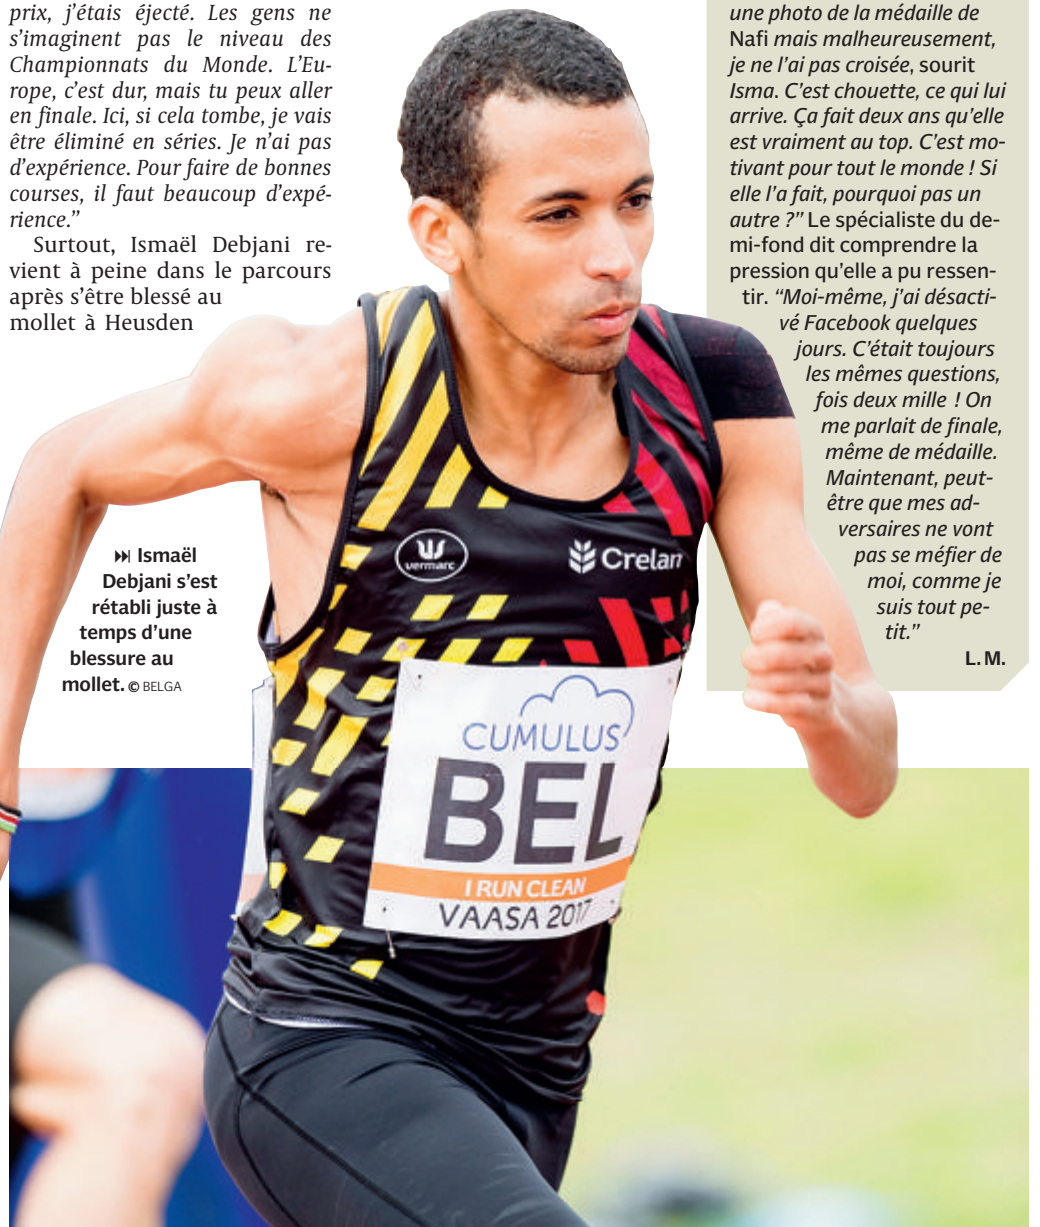 prix, j’étais éjecté. Les gens ne
s’imaginent pas le niveau des
Championnats du Monde. L’Eu-
rope, c’est dur, mais tu peux aller
en finale. Ici, si cela tombe, je vais
être éliminé en séries. Je n’ai pas
d’expérience. Pour faire de bonnes
courses, il faut beaucoup d’expé-
rience.”
Surtout, Ismaël Debjani re-
vient à peine dans le parcours
après s’être blessé au
mollet à Heusden
Ismaël
Debjani s’est
rétabli juste à
temps d’une
blessure au
mollet. © BELGA
vermarc
Crelan
CUMULUS
BEL
I RUN CLEAN
VAASA 2017
une photo de la médaille de
Nafi mais malheureusement,
je ne l’ai pas croisée, sourit
Isma. C’est chouette, ce qui lui
arrive. Ça fait deux ans qu’elle
est vraiment au top. C’est mo-
tivant pour tout le monde ! Si
elle l’a fait, pourquoi pas un
autre ?” Le spécialiste du de-
mi-fond dit comprendre la
pression qu’elle a pu ressen-
tir. “Moi-même, j’ai désacti-
vé Facebook quelques
jours. C’était toujours
les mêmes questions,
fois deux mille ! On
me parlait de finale,
même de médaille.
Maintenant, peut-
être que mes ad-
versaires ne vont
pas se méfier de
moi, comme je
suis tout pe-
tit.”
L. M.